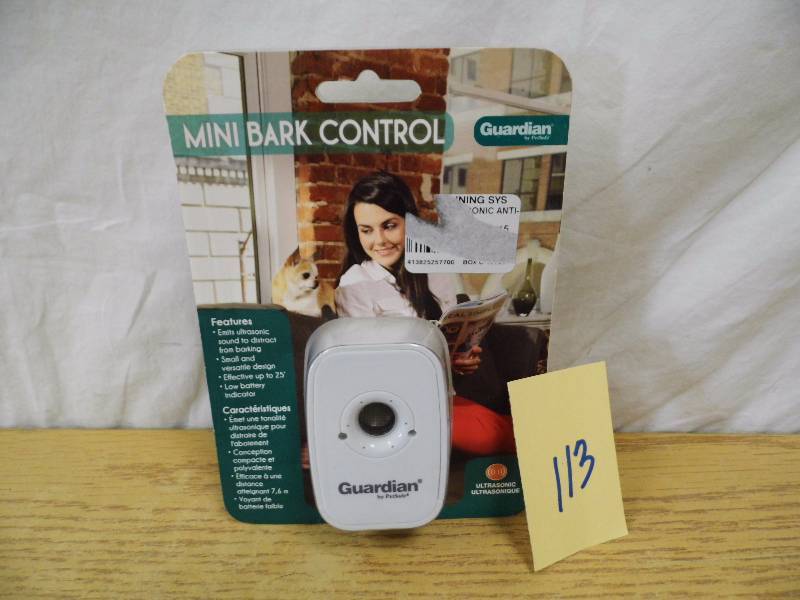 MINI BARK CONTROL
Guardian®
by PetSafe®
NING SYS
ONIC ANTI-
413825257700
BOX
Features
• Emits ultrasonic
sound to distract
from barking
• Small and
versatile design
• Effective up to 25'
• Low battery
indicator
Caractéristiques
• Émet une tonalité
ultrasonique pour
distraire de
l'aboiement
• Conception
compacte et
polyvalente
• Efficace à une
distance
atteignant 7,6 m
• Voyant de
batterie faible
Guardian®
by PetSafe®
ULTRASONIC
ULTRASONIQUE
113